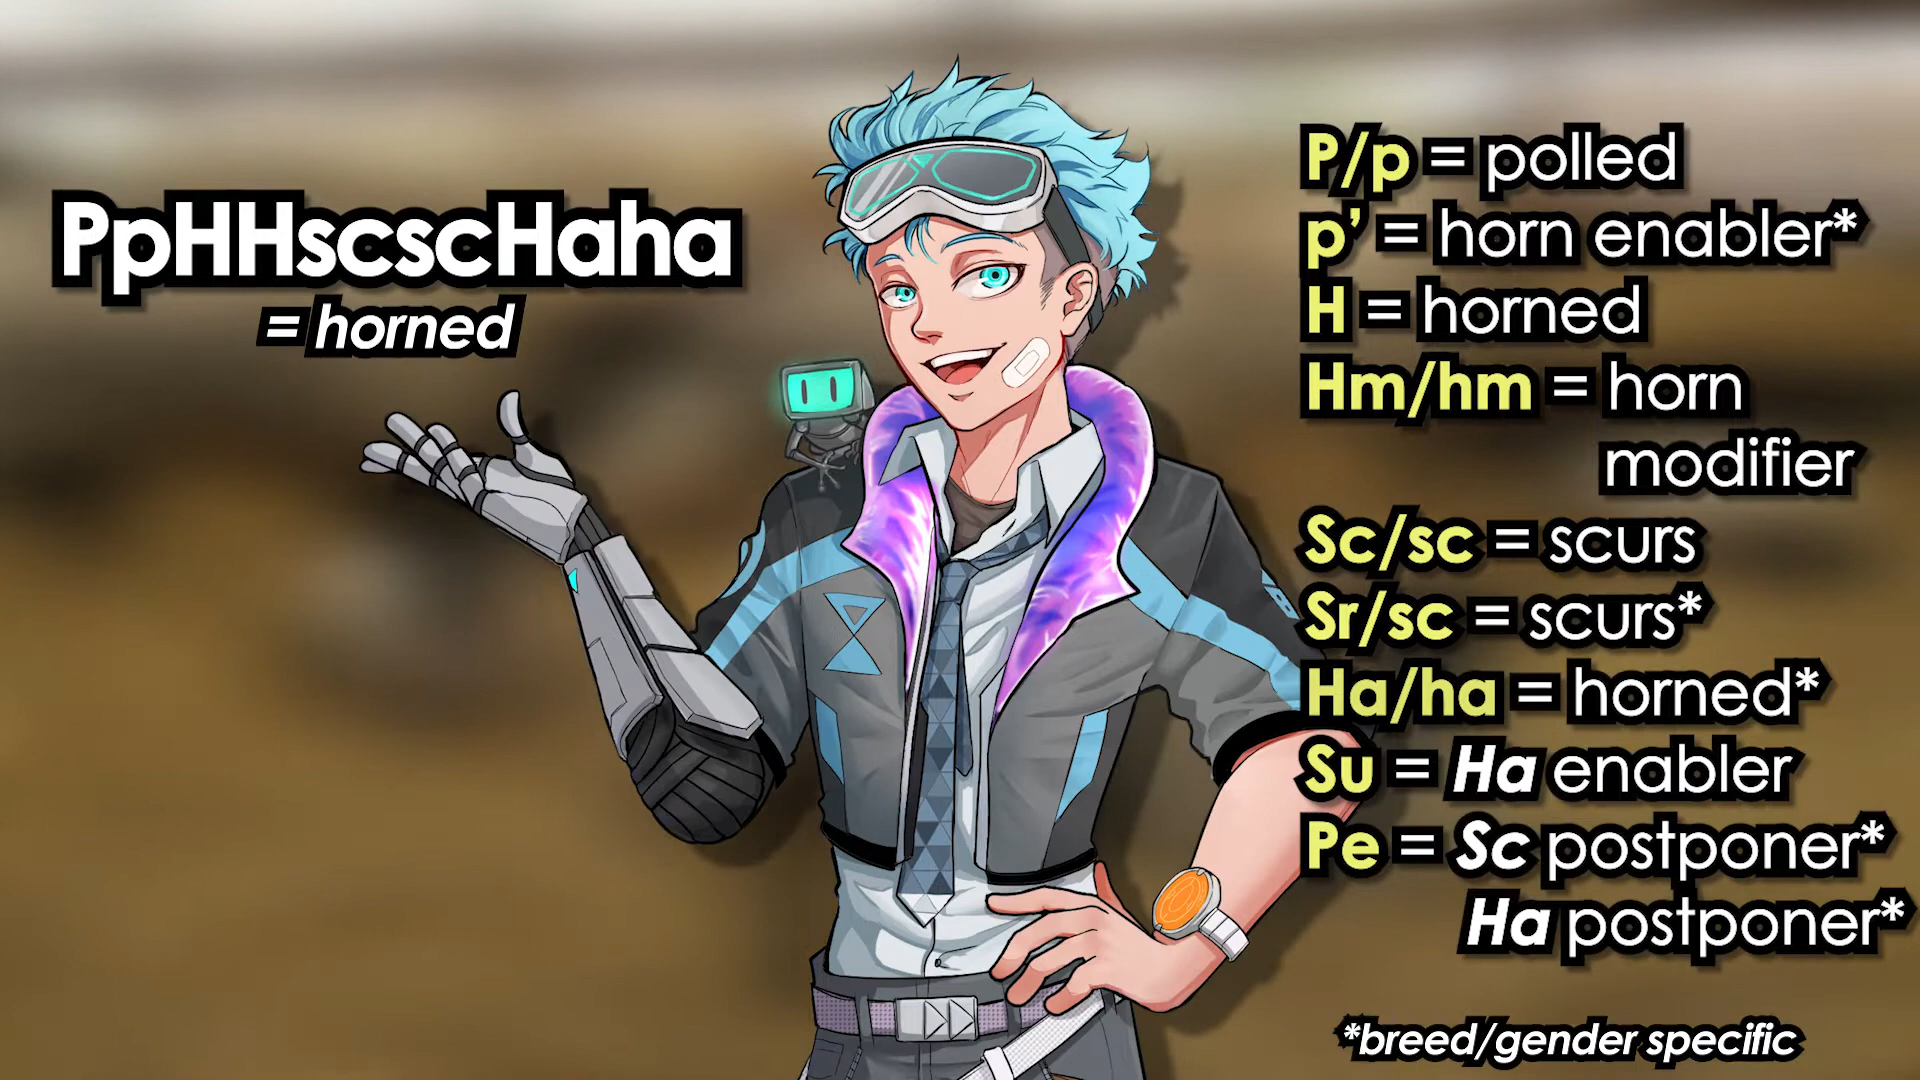 PpHHscscHaha
= horned
P/p = polled
p' = horn enabler*
H = horned
Hm/hm = horn
modifier
Sc/sc = scurs
Sr/sc = scurs*
Ha/ha = horned*
Su = Ha enabler
Pe = Sc postponer*
Ha postponer*
*breed/gender specific